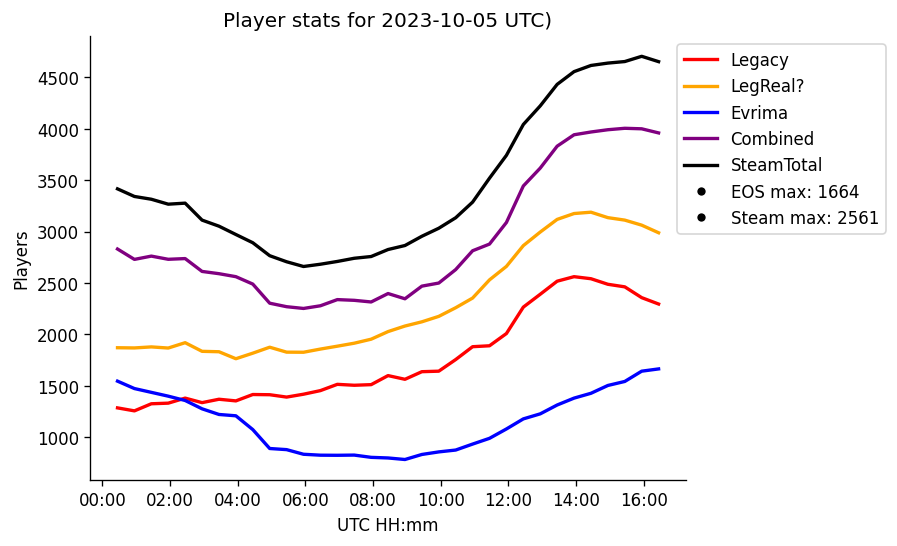 Player stats for 2023-10-05 UTC)
Legacy
LegReal?
Evrima
Combined
SteamTotal
EOS max: 1664
Steam max: 2561
Players
4500
4000
3500
3000
2500
2000
1500
1000
00:00 02:00 04:00 06:00 08:00 10:00 12:00 14:00 16:00
UTC HH:mm